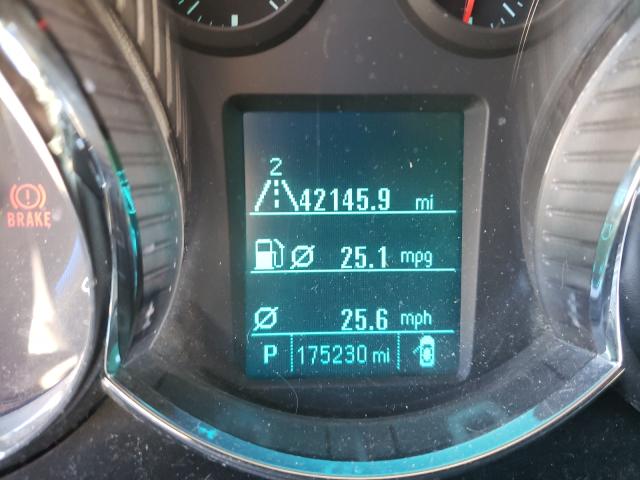 2
42145.9 mi
BRAKE
Ø 25.1 mpg
Ø 25.6 mph
P 175230 mi